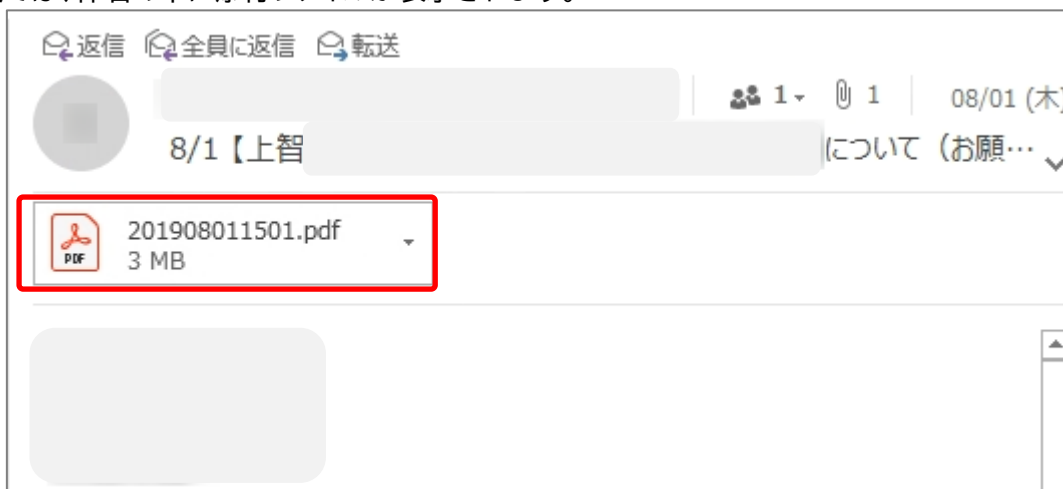 返信 全員に返信 転送
1 1 08/01 (木)
8/1【上智 について（お願…
201908011501.pdf
PDF 3 MB